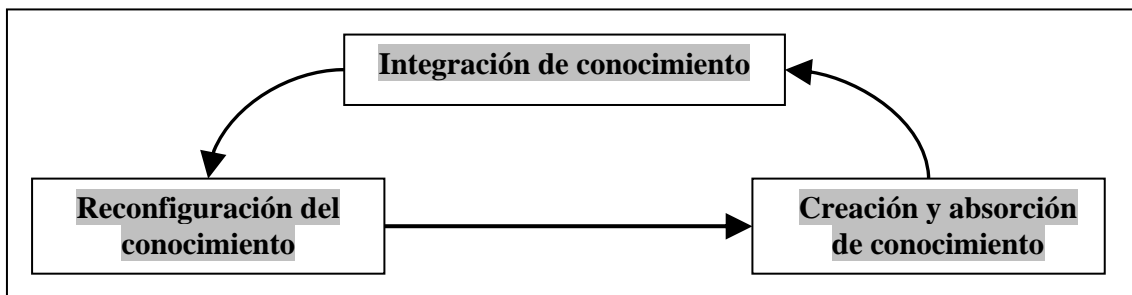 Integración de conocimiento
Reconfiguración del
conocimiento
Creación y absorción
de conocimiento